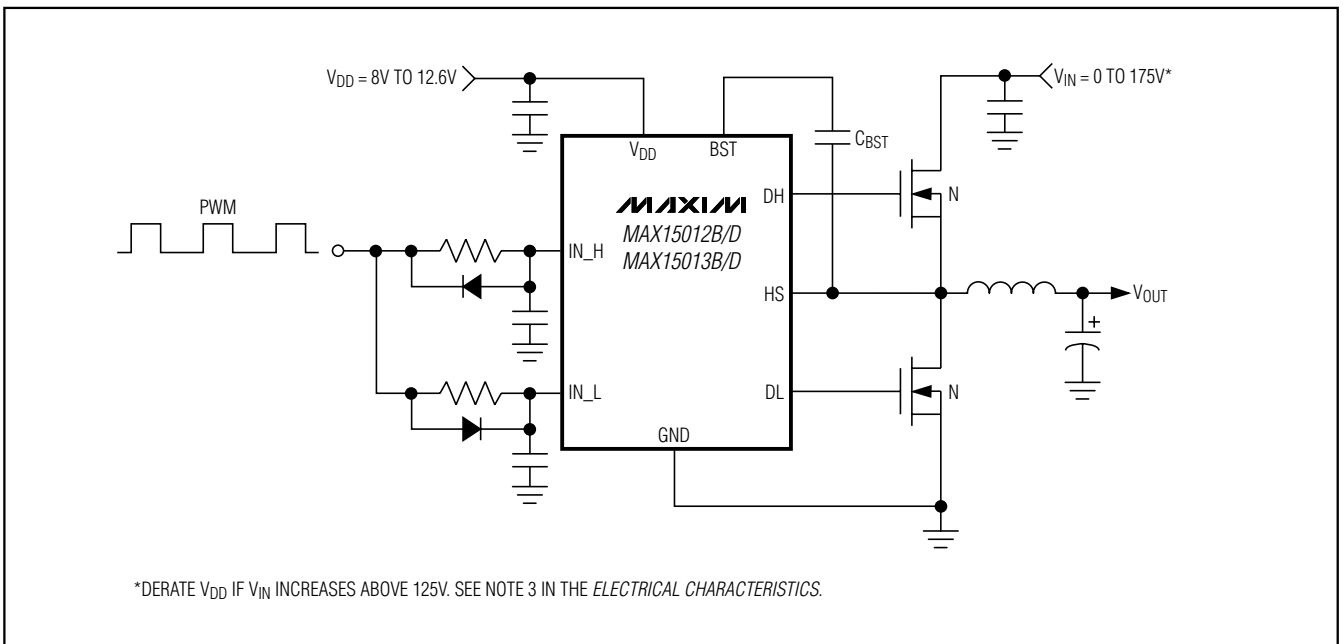 V_DD = 8V TO 12.6V
V_IN = 0 TO 175V*
V_DD
BST
C_BST
MAXIM
MAX15012B/D
MAX15013B/D
DH
N
PWM
IN_H
HS
V_OUT
+
IN_L
DL
N
GND
*DERATE V_DD IF V_IN INCREASES ABOVE 125V. SEE NOTE 3 IN THE ELECTRICAL CHARACTERISTICS.